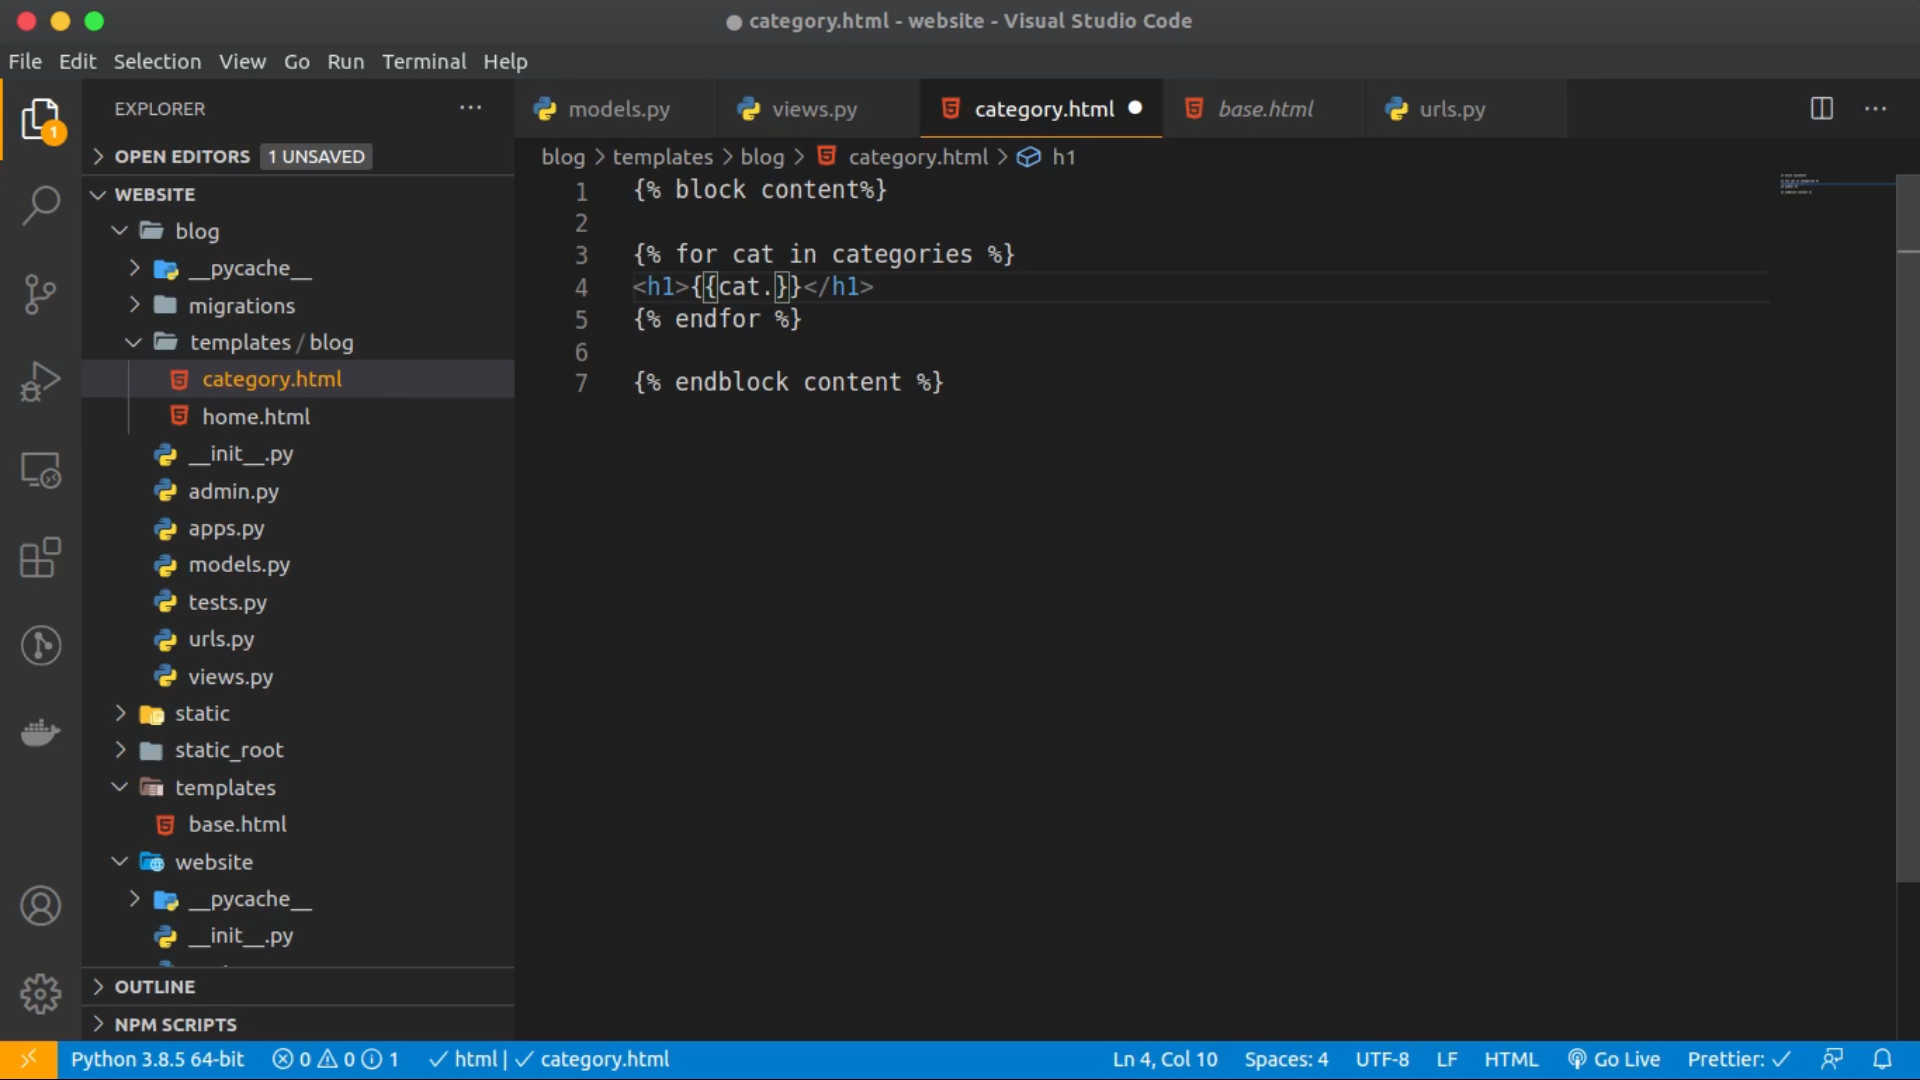 ● category.html - website - Visual Studio Code
File Edit Selection View Go Run Terminal Help
1
EXPLORER ···
OPEN EDITORS 1 UNSAVED
WEBSITE
blog
__pycache__
migrations
templates / blog
category.html
home.html
__init__.py
admin.py
apps.py
models.py
tests.py
urls.py
views.py
static
static_root
templates
base.html
website
__pycache__
__init__.py
OUTLINE
NPM SCRIPTS
models.py views.py category.html ● base.html urls.py ···
blog > templates > blog > category.html > h1
1 {% block content%}
2
3 {% for cat in categories %}
4 <h1>{{cat.}}</h1>
5 {% endfor %}
6
7 {% endblock content %}
Python 3.8.5 64-bit 0 0 1 ✓ html | ✓ category.html Ln 4, Col 10 Spaces: 4 UTF-8 LF HTML Go Live Prettier: ✓